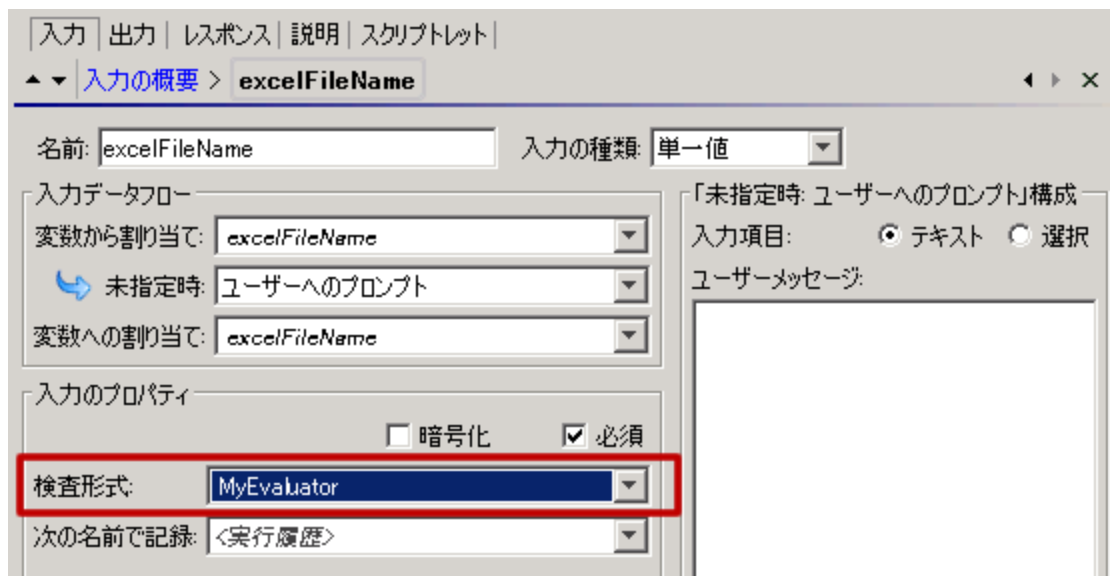 入力 出力 レスポンス 説明 スクリプトレット
入力の概要 > excelFileName
名前: excelFileName 入力の種類: 単一値
入力データフロー
変数から割り当て: excelFileName
未指定時: ユーザーへのプロンプト
変数への割り当て: excelFileName
入力のプロパティ
暗号化 必須
検査形式: MyEvaluator
次の名前で記録: <実行履歴>
「未指定時: ユーザーへのプロンプト」構成
入力項目: テキスト 選択
ユーザーメッセージ: